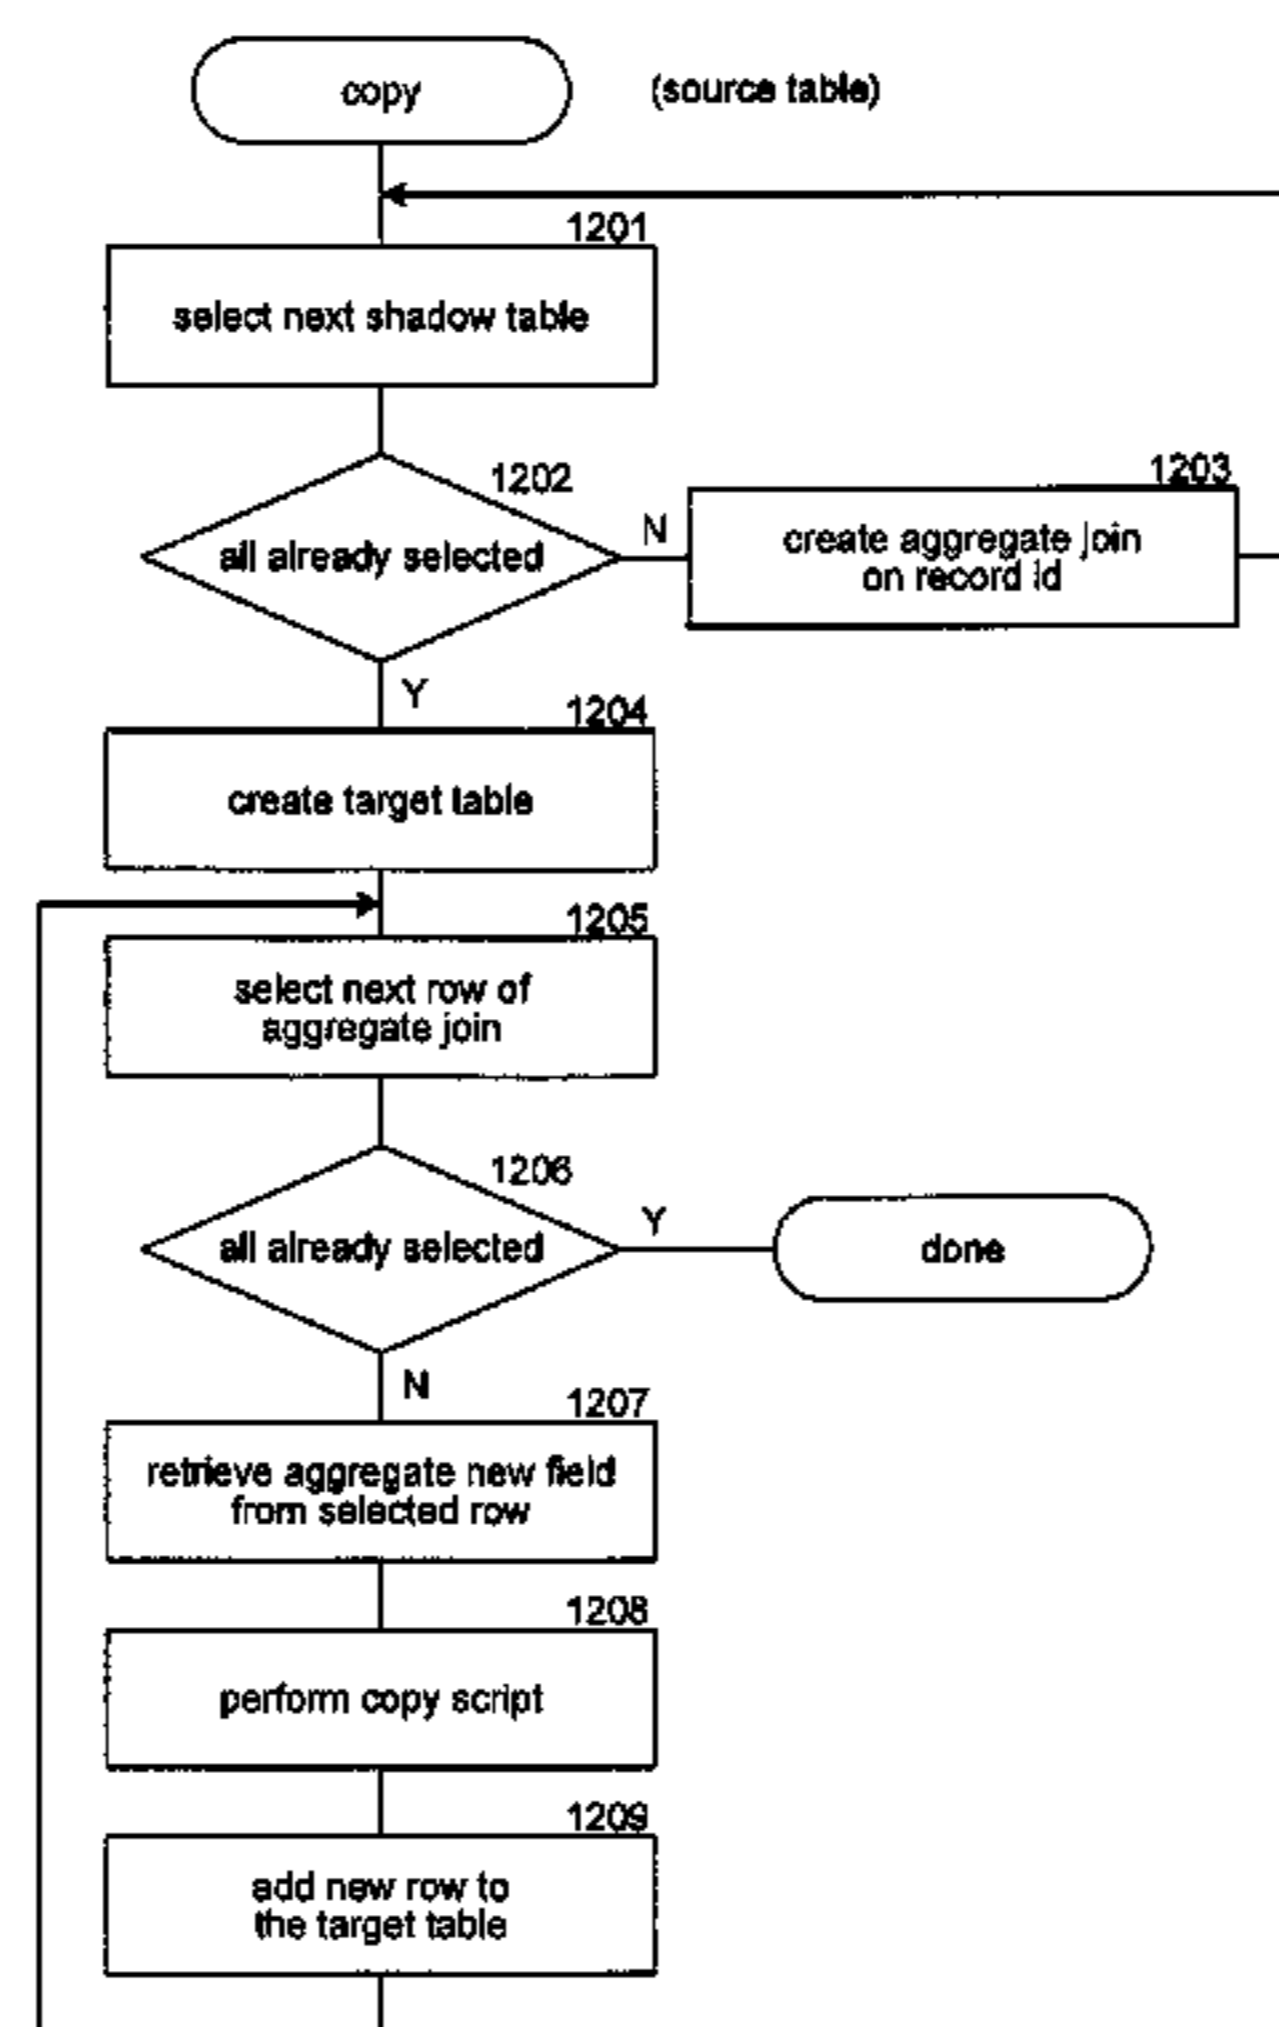 copy
(source table)
1201
select next shadow table
1202
all already selected
N
1203
create aggregate join
on record id
Y
1204
create target table
1205
select next row of
aggregate join
1206
all already selected
Y
done
N
1207
retrieve aggregate new field
from selected row
1208
perform copy script
1209
add new row to
the target table